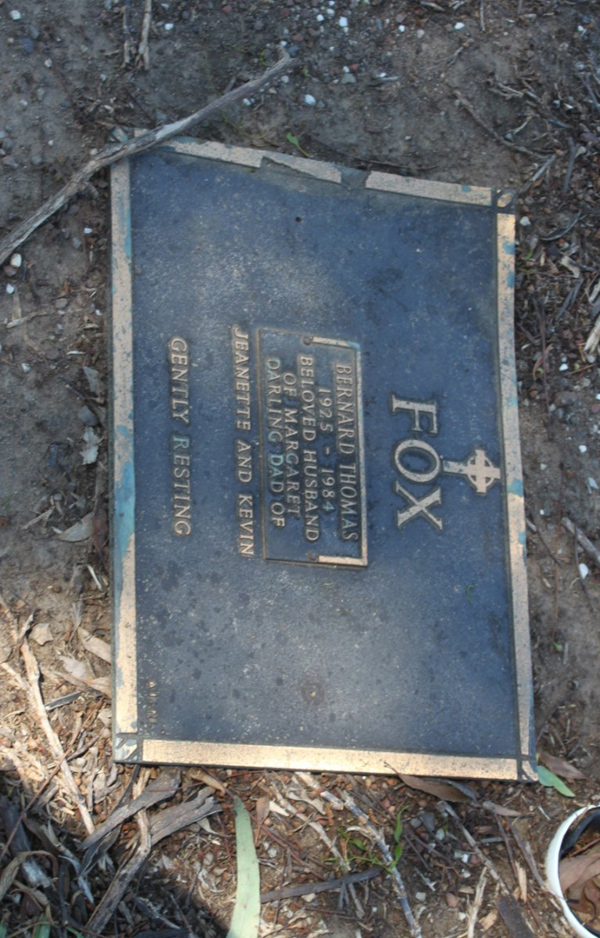 FOX
BERNARD THOMAS
1925 - 1984
BELOVED HUSBAND
OF MARGARET
DARLING DAD OF
JEANETTE AND KEVIN
GENTLY RESTING